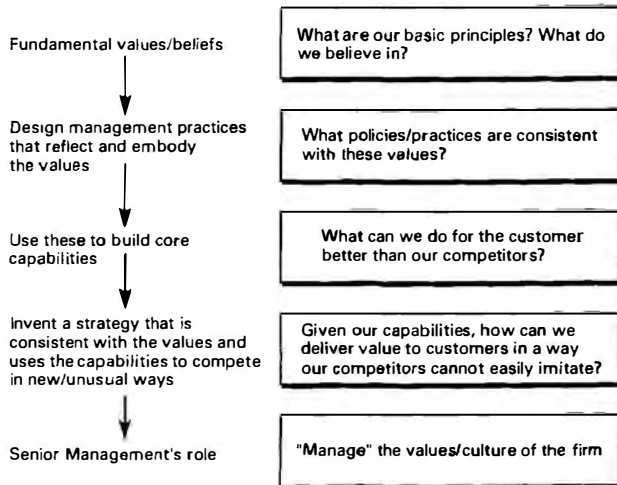 Fundamental values/beliefs
What are our basic principles? What do
we believe in?
Design management practices
that reflect and embody
the values
What policies/practices are consistent
with these values?
Use these to build core
capabilities
What can we do for the customer
better than our competitors?
Invent a strategy that is
consistent with the values and
uses the capabilities to compete
in new/unusual ways
Given our capabilities, how can we
deliver value to customers in a way
our competitors cannot easily imitate?
Senior Management's role
"Manage" the values/culture of the firm